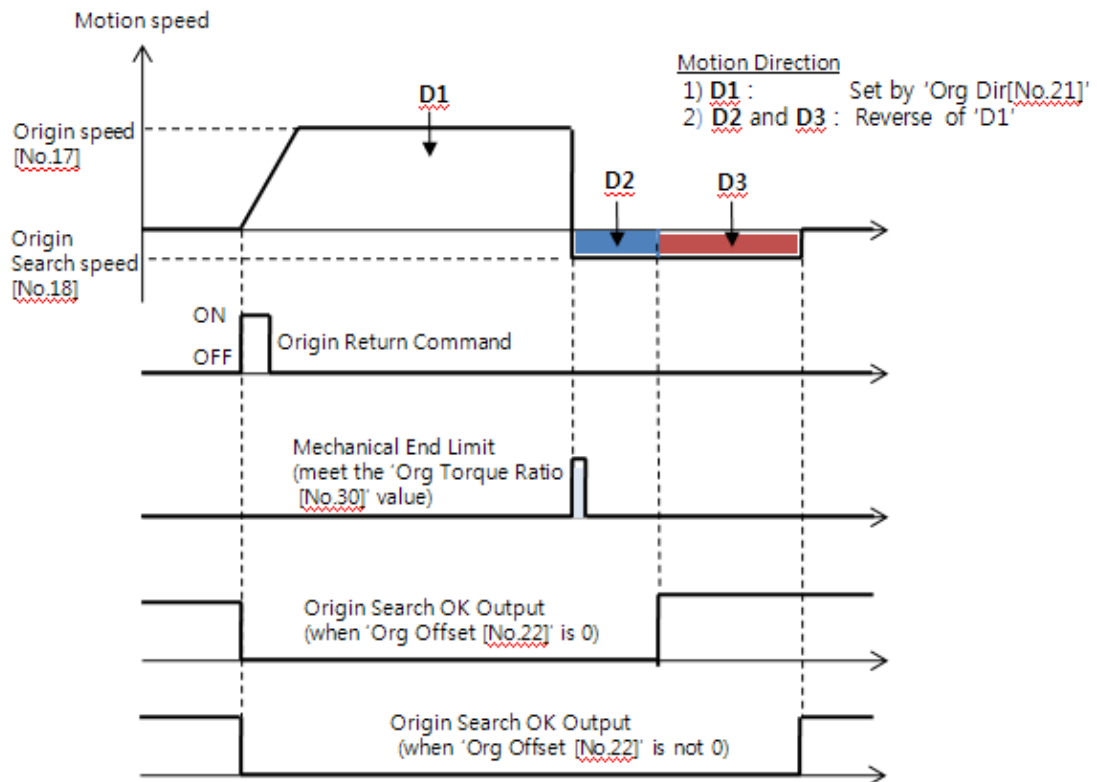 Motion speed
Motion Direction
1) D1 : Set by ‘Org Dir[No.21]’
2) D2 and D3 : Reverse of ‘D1’
D1
Origin speed
[No.17]
D2 D3
Origin
Search speed
[No.18]
ON
Origin Return Command
OFF
Mechanical End Limit
(meet the ‘Org Torque Ratio
[No.30]’ value)
Origin Search OK Output
(when ‘Org Offset [No.22]’ is 0)
Origin Search OK Output
(when ‘Org Offset [No.22]’ is not 0)